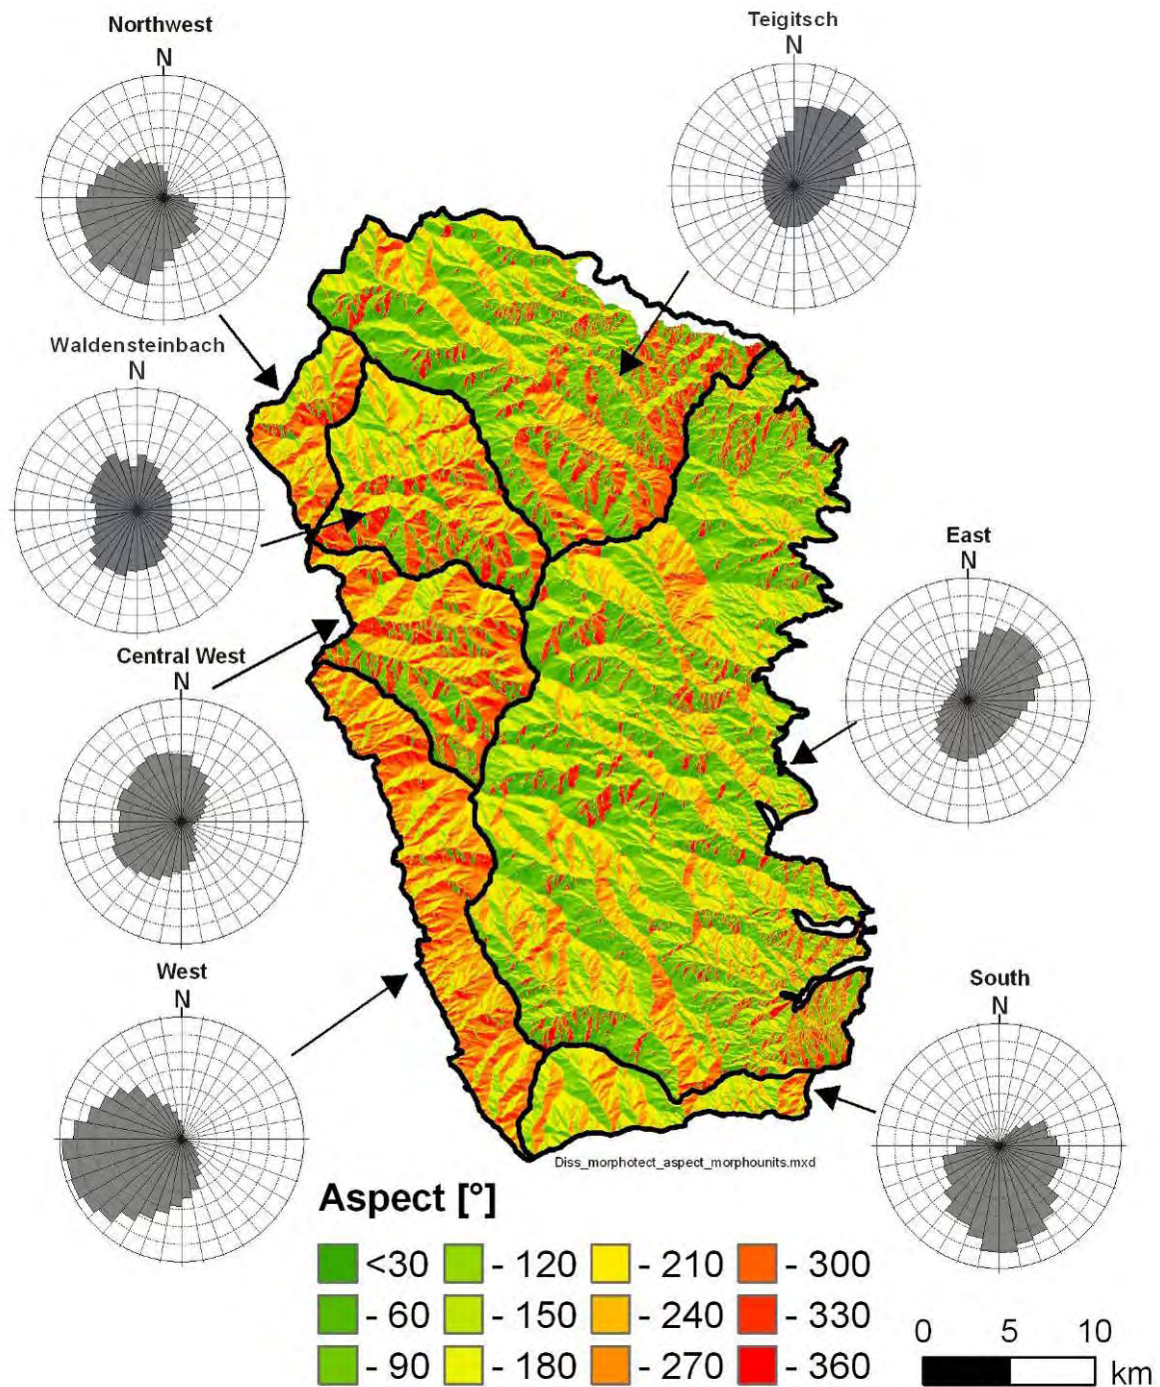 Northwest
N
Teigitsch
N
Waldensteinbach
N
East
N
Central West
N
West
N
South
N
Diss_morphotect_aspect_morphounits.mxd
Aspect [°]
<30 - 120 - 210 - 300
- 60 - 150 - 240 - 330
- 90 - 180 - 270 - 360
0 5 10
km